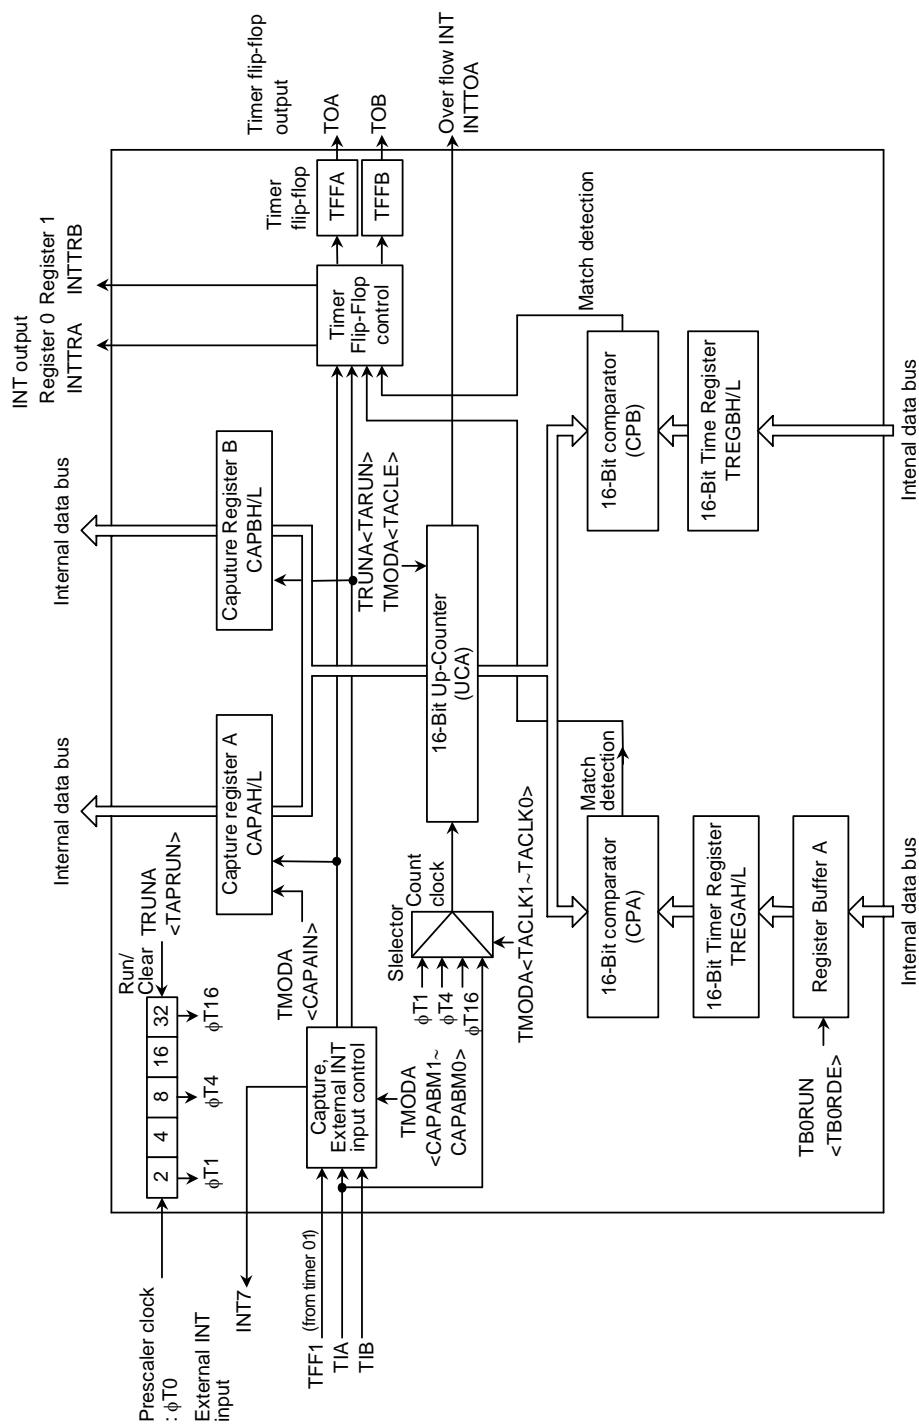 Prescaler clock
: ϕT0
2
4
8
16
32
Run/
Clear
TRUNA
<TAPRUN>
ϕT1
ϕT4
ϕT16
External INT
input
INT7
TFF1 (from timer 01)
TIA
TIB
Capture,
External INT
input control
TMODA
<CAPABM1~
CAPABM0>
TMODA
<CAPAIN>
Internal data bus
Capture register A
CAPAH/L
Internal data bus
Caputure Register B
CAPBH/L
INT output
Register 0
Register 1
INTTRA
INTTRB
Timer
Flip-Flop
control
Timer
flip-flop
TFFA
TFFB
Timer flip-flop
output
TOA
TOB
ϕT1
ϕT4
ϕT16
Slelector
Count
clock
TMODA<TACLK1~TACLK0>
TRUNA<TARUN>
TMODA<TACLE>
16-Bit Up-Counter
(UCA)
Over flow INT
INTTOA
16-Bit comparator
(CPA)
Match
detection
16-Bit Timer Register
TREGAH/L
Register Buffer A
TB0RUN
<TB0RDE>
Internal data bus
16-Bit comparator
(CPB)
Match detection
16-Bit Time Register
TREGBH/L
Intenal data bus